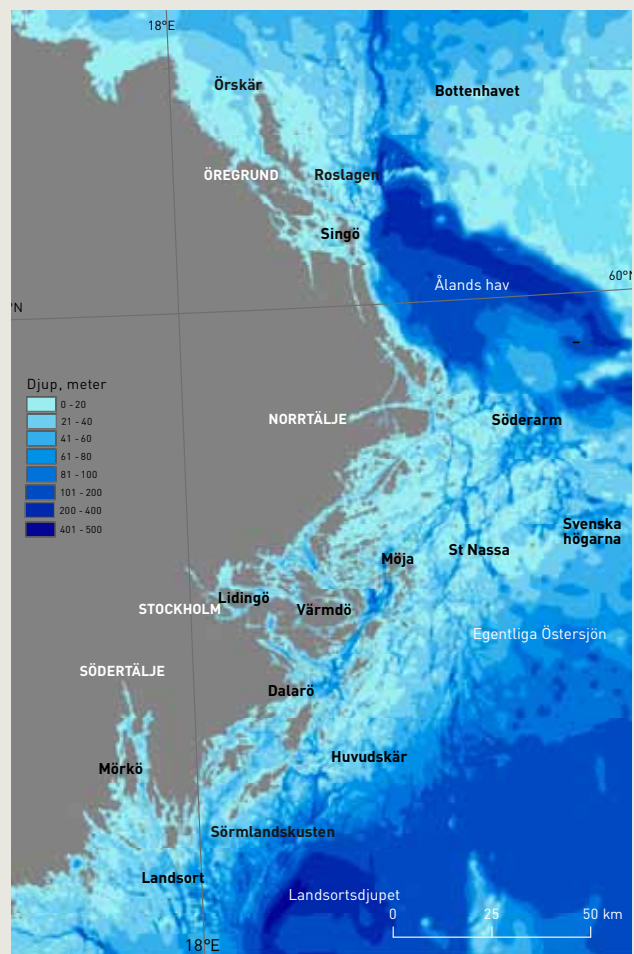 18°E
Örskär
Bottenhavet
ÖREGRUND
Roslagen
Singö
60°N
Ålands hav
°N
Djup, meter
0 - 20
21 - 40
41 - 60
61 - 80
81 - 100
101 - 200
200 - 400
401 - 500
NORRTÄLJE
Söderarm
Svenska
högarna
St Nassa
Möja
Lidingö
STOCKHOLM
Värmdö
Egentliga Östersjön
SÖDERTÄLJE
Dalarö
Huvudskär
Mörkö
Sörmlandskusten
Landsort
Landsortsdjupet
0 25 50 km
18°E